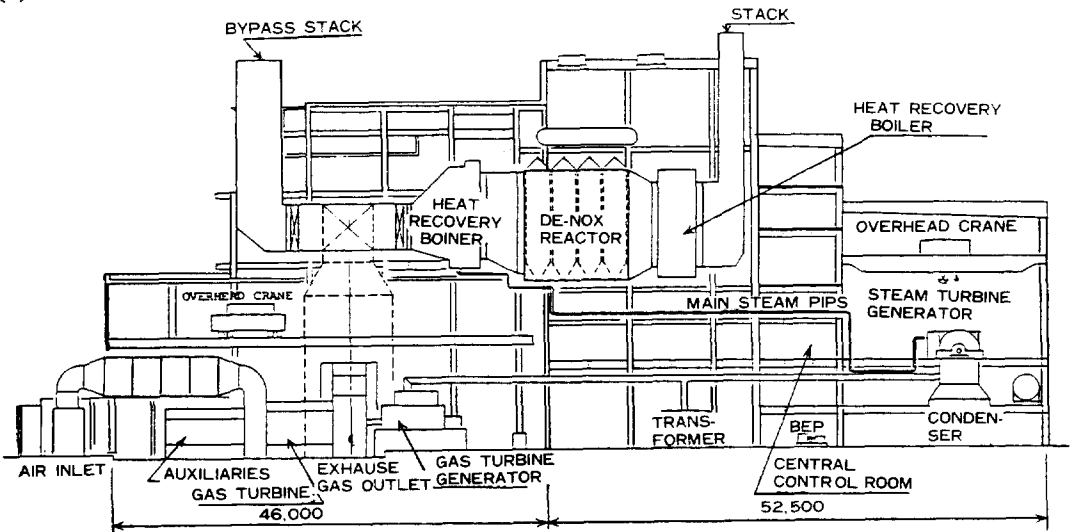 BYPASS STACK
STACK
HEAT RECOVERY
BOILER
HEAT
RECOVERY
BOINER
DE-NOX
REACTOR
OVERHEAD CRANE
OVERHEAD CRANE
MAIN STEAM PIPS
STEAM TURBINE
GENERATOR
TRANS-
FORMER
BEP
CONDEN-
SER
AIR INLET
AUXILIARIES
GAS TURBINE
EXHAUSE
GAS OUTLET
GAS TURBINE
GENERATOR
CENTRAL
CONTROL ROOM
46,000
52,500